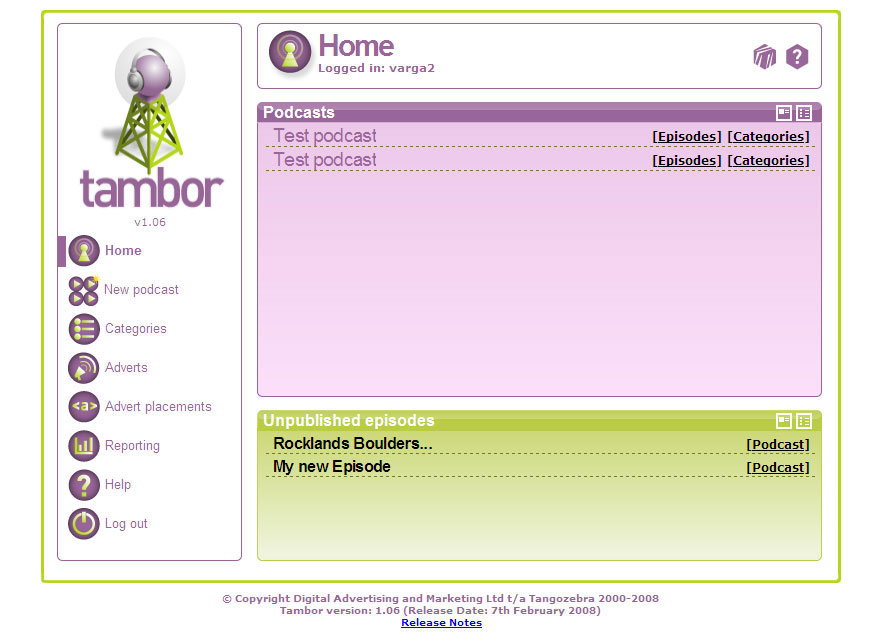 tambor
v1.06
Home
New podcast
Categories
Adverts
<a> Advert placements
Reporting
? Help
Log out
Home
Logged in: varga2
?
Podcasts
Test podcast [Episodes] [Categories]
Test podcast [Episodes] [Categories]
Unpublished episodes
Rocklands Boulders... [Podcast]
My new Episode [Podcast]
© Copyright Digital Advertising and Marketing Ltd t/a Tangozebra 2000-2008
Tambor version: 1.06 (Release Date: 7th February 2008)
Release Notes